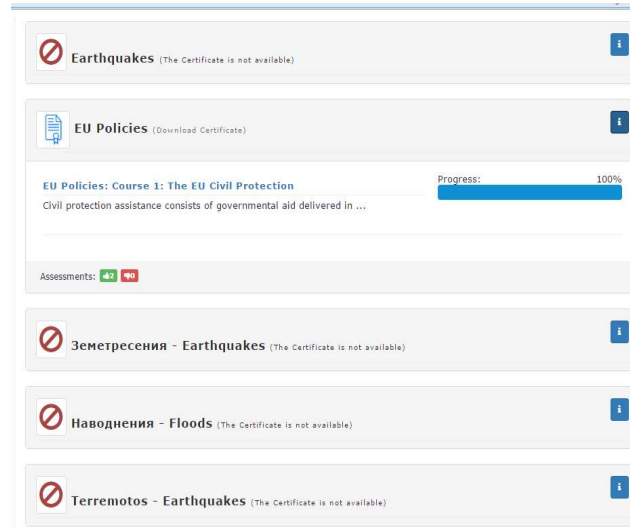 Earthquakes (The Certificate is not available)
EU Policies (Download Certificate)
EU Policies: Course 1: The EU Civil Protection
Progress: 100%
Civil protection assistance consists of governmental aid delivered in ...
Assessments: 2 0
Земетресения - Earthquakes (The Certificate is not available)
Наводнения - Floods (The Certificate is not available)
Terremotos - Earthquakes (The Certificate is not available)